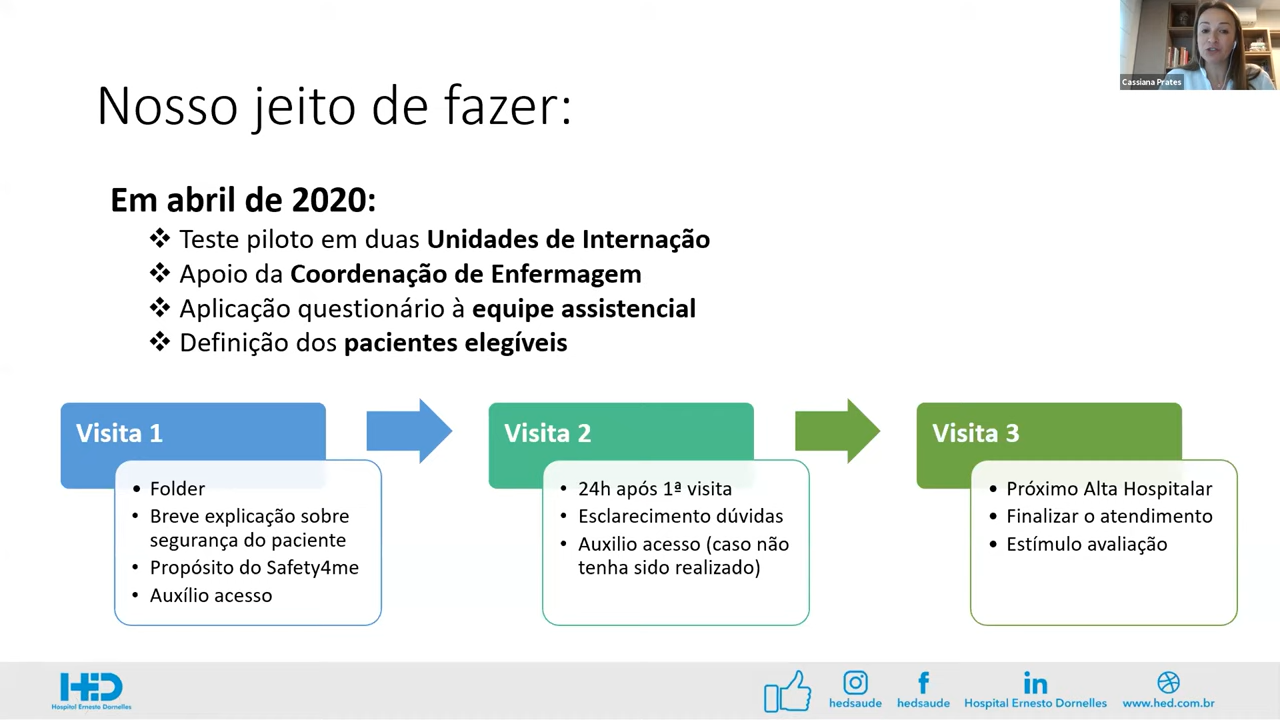 Cassiana Prates
Nosso jeito de fazer:
Em abril de 2020:
❖ Teste piloto em duas Unidades de Internação
❖ Apoio da Coordenação de Enfermagem
❖ Aplicação questionário à equipe assistencial
❖ Definição dos pacientes elegíveis
Visita 1
• Folder
• Breve explicação sobre
segurança do paciente
• Propósito do Safety4me
• Auxílio acesso
Visita 2
• 24h após 1ª visita
• Esclarecimento dúvidas
• Auxilio acesso (caso não
tenha sido realizado)
Visita 3
• Próximo Alta Hospitalar
• Finalizar o atendimento
• Estímulo avaliação
HED
Hospital Ernesto Dornelles
hedsaude
hedsaude
Hospital Ernesto Dornelles
www.hed.com.br